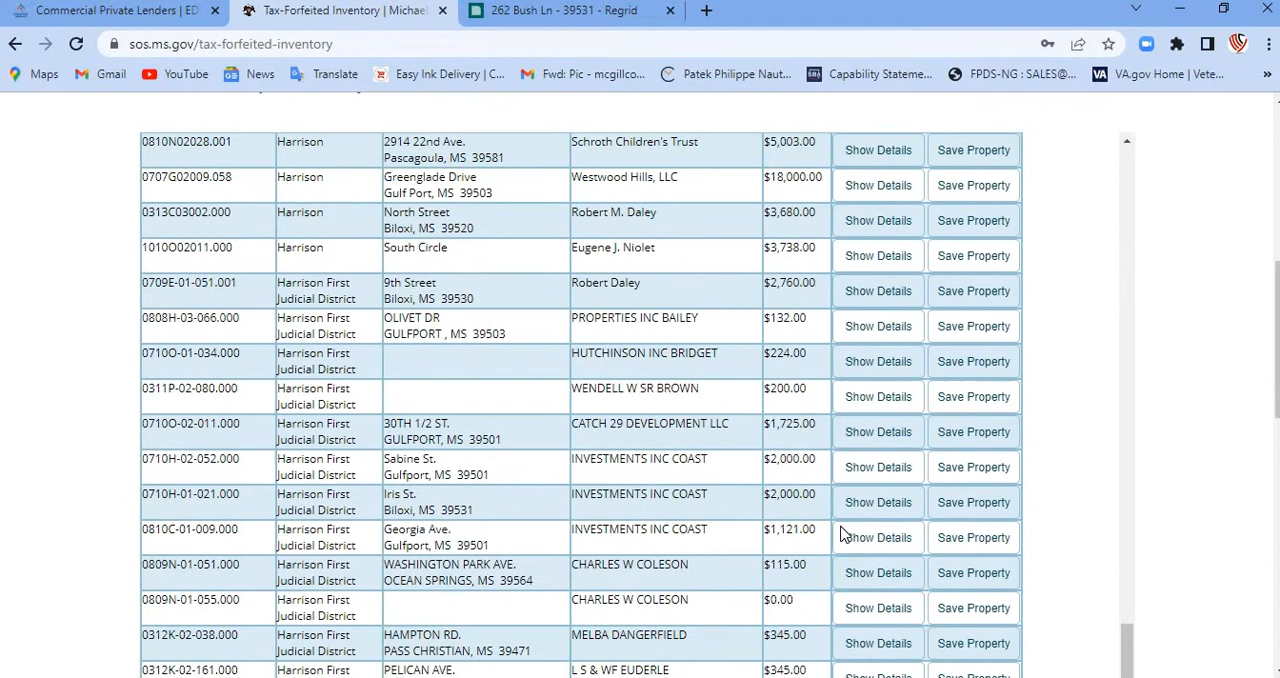 Commercial Private Lenders | ED
Tax-Forfeited Inventory | Michae
262 Bush Ln - 39531 - Regrid
sos.ms.gov/tax-forfeited-inventory
Maps Gmail YouTube News Translate Easy Ink Delivery | C... Fwd: Pic - mcgillco... Patek Philippe Naut... Capability Stateme... FPDS-NG : SALES@... VA.gov Home | Vete... »
0810N02028.001 Harrison 2914 22nd Ave. Schroth Children's Trust $5,003.00 Show Details Save Property
Pascagoula, MS 39581
0707G02009.058 Harrison Greenglade Drive Westwood Hills, LLC $18,000.00 Show Details Save Property
Gulf Port, MS 39503
0313C03002.000 Harrison North Street Robert M. Daley $3,680.00 Show Details Save Property
Biloxi, MS 39520
1010O02011.000 Harrison South Circle Eugene J. Niolet $3,738.00 Show Details Save Property
0709E-01-051.001 Harrison First 9th Street Robert Daley $2,760.00 Show Details Save Property
Judicial District Biloxi, MS 39530
0808H-03-066.000 Harrison First OLIVET DR PROPERTIES INC BAILEY $132.00 Show Details Save Property
Judicial District GULFPORT , MS 39503
0710O-01-034.000 Harrison First HUTCHINSON INC BRIDGET $224.00 Show Details Save Property
Judicial District
0311P-02-080.000 Harrison First WENDELL W SR BROWN $200.00 Show Details Save Property
Judicial District
0710O-02-011.000 Harrison First 30TH 1/2 ST. CATCH 29 DEVELOPMENT LLC $1,725.00 Show Details Save Property
Judicial District GULFPORT, MS 39501
0710H-02-052.000 Harrison First Sabine St. INVESTMENTS INC COAST $2,000.00 Show Details Save Property
Judicial District Gulfport, MS 39501
0710H-01-021.000 Harrison First Iris St. INVESTMENTS INC COAST $2,000.00 Show Details Save Property
Judicial District Biloxi, MS 39531
0810C-01-009.000 Harrison First Georgia Ave. INVESTMENTS INC COAST $1,121.00 Show Details Save Property
Judicial District Gulfport, MS 39501
0809N-01-051.000 Harrison First WASHINGTON PARK AVE. CHARLES W COLESON $115.00 Show Details Save Property
Judicial District OCEAN SPRINGS, MS 39564
0809N-01-055.000 Harrison First CHARLES W COLESON $0.00 Show Details Save Property
Judicial District
0312K-02-038.000 Harrison First HAMPTON RD. MELBA DANGERFIELD $345.00 Show Details Save Property
Judicial District PASS CHRISTIAN, MS 39471
0312K-02-161.000 Harrison First PELICAN AVE. L S & WF EUDERLE $345.00